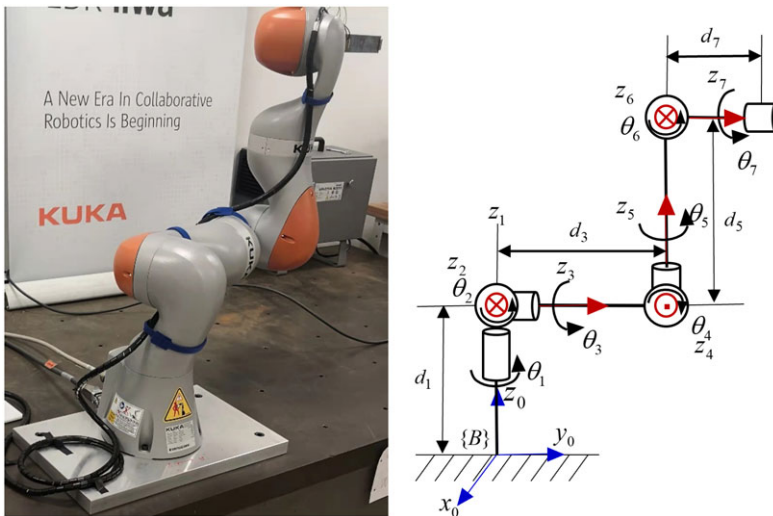 A New Era In Collaborative
Robotics Is Beginning
KUKA
KUKA
d₇
z₆
z₇
θ₆
θ₇
z₁
z₅
θ₅
d₅
d₃
z₂
z₃
θ₂
θ₃
θ₄
z₄
d₁
θ₁
z₀
{B}
y₀
x₀